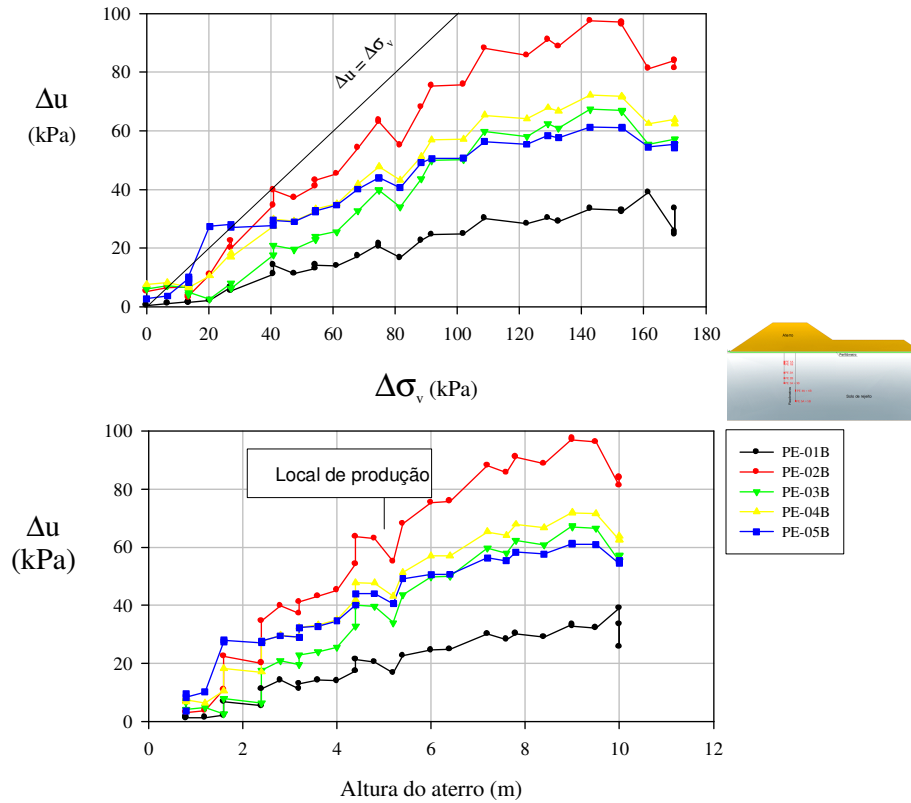 100
80
60
40
20
0
Δu
(kPa)
Δu = Δσv
0 20 40 60 80 100 120 140 160 180
Δσv (kPa)
Aterro
100
80
60
40
20
0
Δu
(kPa)
Local de produção
0 2 4 6 8 10 12
Altura do aterro (m)
PE-01B
PE-02B
PE-03B
PE-04B
PE-05B